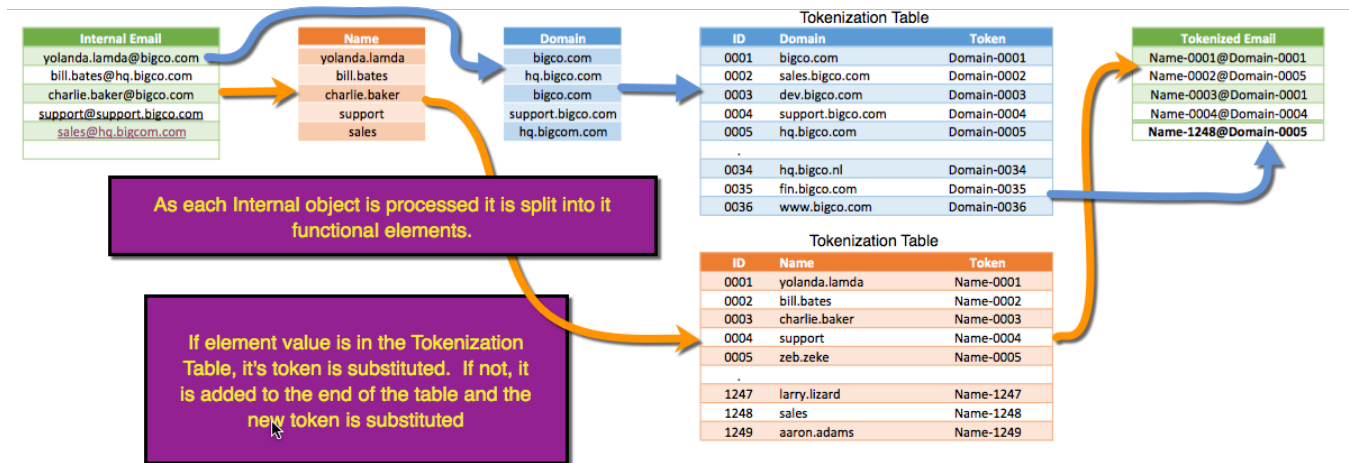 Internal Email
yolanda.lamda@bigco.com
bill.bates@hq.bigco.com
charlie.baker@bigco.com
support@support.bigco.com
sales@hq.bigcom.com
Name
yolanda.lamda
bill.bates
charlie.baker
support
sales
Domain
bigco.com
hq.bigco.com
bigco.com
support.bigco.com
hq.bigcom.com
Tokenization Table
ID Domain Token
0001 bigco.com Domain-0001
0002 sales.bigco.com Domain-0002
0003 dev.bigco.com Domain-0003
0004 support.bigco.com Domain-0004
0005 hq.bigco.com Domain-0005
.
0034 hq.bigco.nl Domain-0034
0035 fin.bigco.com Domain-0035
0036 www.bigco.com Domain-0036
Tokenized Email
Name-0001@Domain-0001
Name-0002@Domain-0005
Name-0003@Domain-0001
Name-0004@Domain-0004
Name-1248@Domain-0005
As each Internal object is processed it is split into it
functional elements.
Tokenization Table
ID Name Token
0001 yolanda.lamda Name-0001
0002 bill.bates Name-0002
0003 charlie.baker Name-0003
0004 support Name-0004
0005 zeb.zeke Name-0005
.
1247 larry.lizard Name-1247
1248 sales Name-1248
1249 aaron.adams Name-1249
If element value is in the Tokenization
Table, it's token is substituted. If not, it
is added to the end of the table and the
new token is substituted